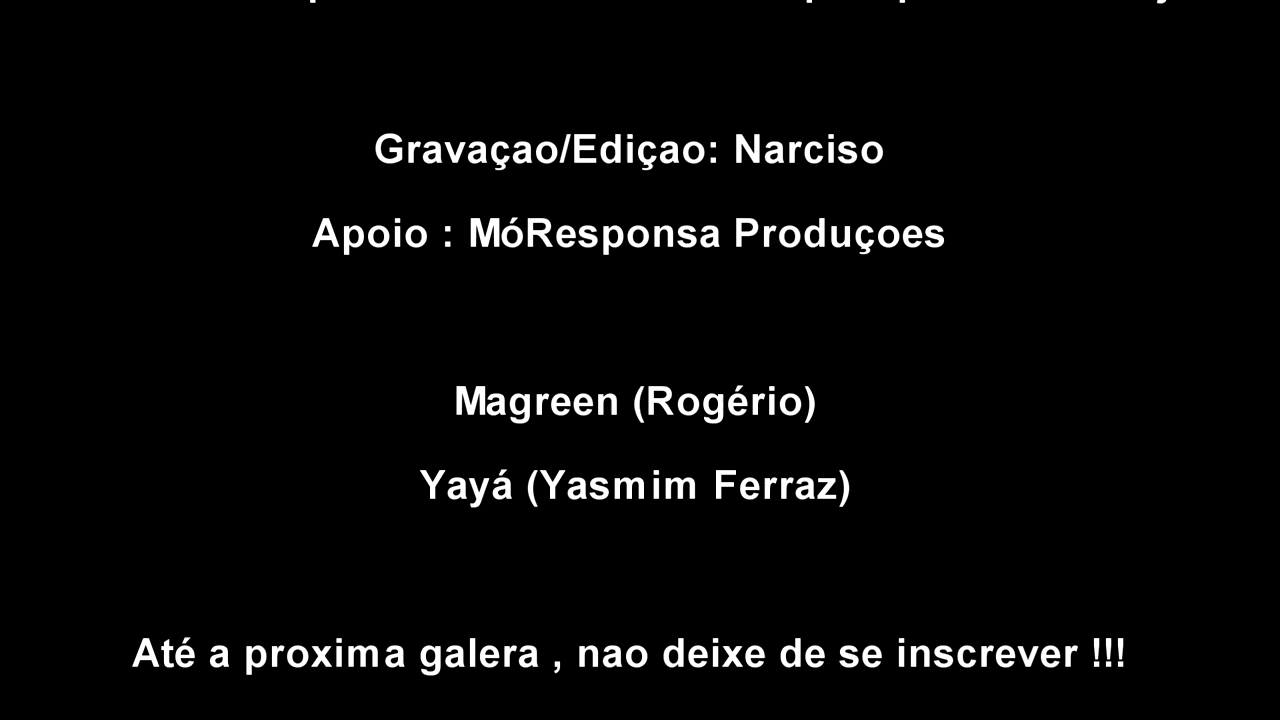 Gravaçao/Ediçao: Narciso
Apoio : MóResponsa Produçoes
Magreen (Rogério)
Yayá (Yasmim Ferraz)
Até a proxima galera , nao deixe de se inscrever !!!